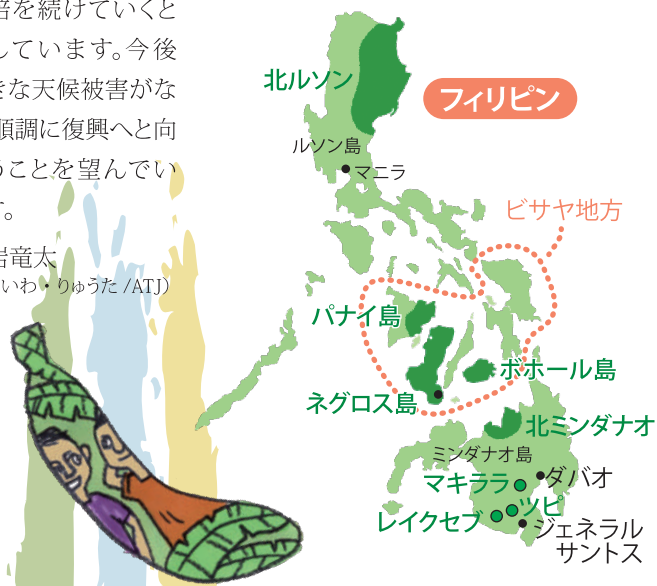 培を続けていくと
しています。今後
きな天候被害がな
順調に復興へと向
うことを望んでい
す。
岩竜太
いわ・りゅうた/ATJ）
フィリピン
北ルソン
ルソン島
マニラ
ビサヤ地方
パナイ島
ボホール島
ネグロス島
北ミンダナオ
ミンダナオ島
マキララ
ダバオ
ツピ
レイクセブ
ジェネラル
サントス